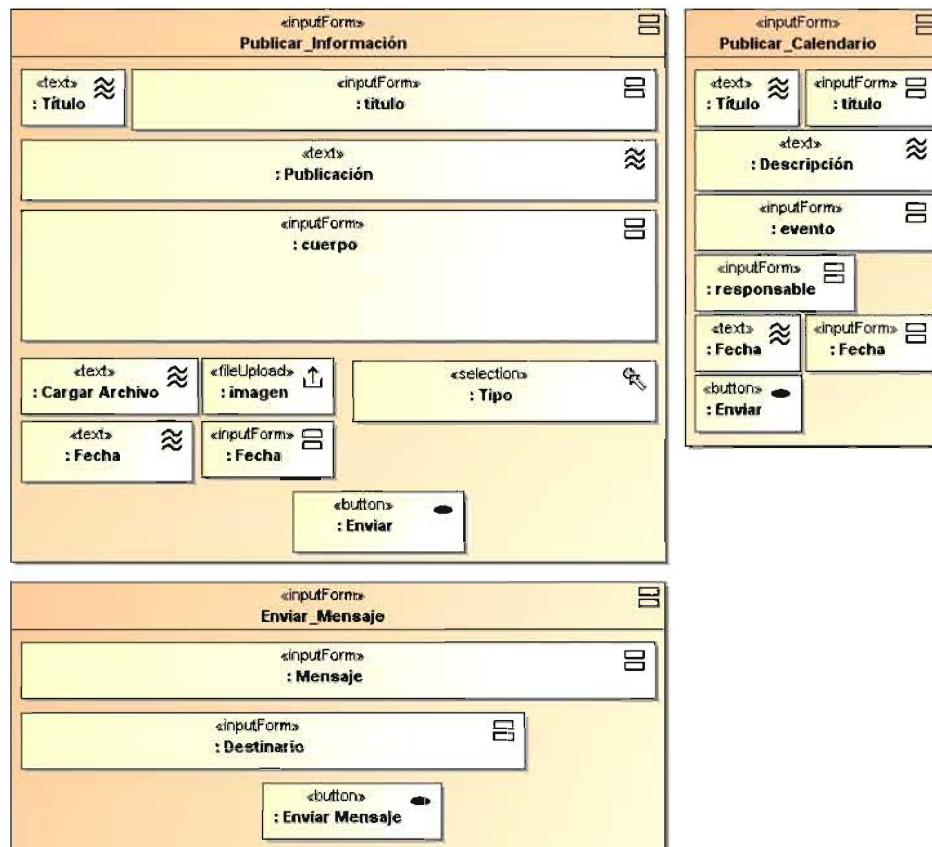 «inputForm»
Publicar_Información
«text»
: Título
«inputForm»
: título
«text»
: Publicación
«inputForm»
: cuerpo
«text»
: Cargar Archivo
«fileUpload»
: imagen
«selection»
: Tipo
«text»
: Fecha
«inputForm»
: Fecha
«button»
: Enviar
«inputForm»
Publicar_Calendario
«text»
: Título
«inputForm»
: título
«text»
: Descripción
«inputForm»
: evento
«inputForm»
: responsable
«text»
: Fecha
«inputForm»
: Fecha
«button»
: Enviar
«inputForm»
Enviar_Mensaje
«inputForm»
: Mensaje
«inputForm»
: Destinario
«button»
: Enviar Mensaje